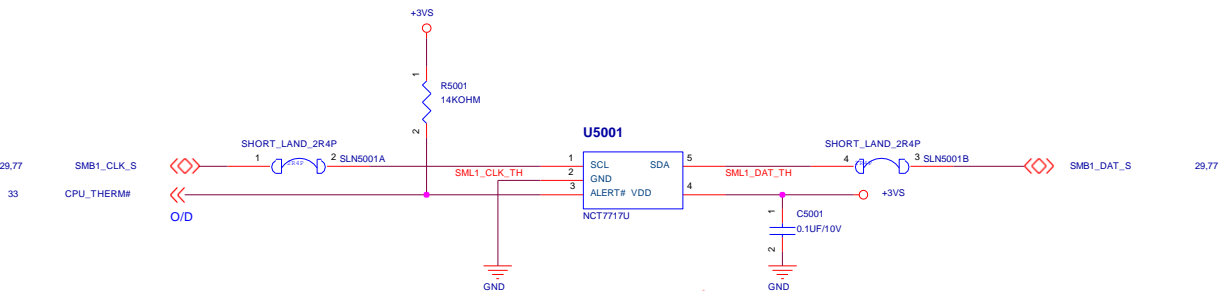 +3VS
1
R5001
14KOHM
2
U5001
SHORT_LAND_2R4P
SHORT_LAND_2R4P
29,77
SMB1_CLK_S
1
2R4P
2
SLN5001A
1
SCL
SDA
5
4
3
SLN5001B
SMB1_DAT_S
29,77
SML1_CLK_TH
2
GND
SML1_DAT_TH
33
CPU_THERM#
3
ALERT#
VDD
4
+3VS
O/D
NCT7717U
1
C5001
0.1UF/10V
2
GND
GND